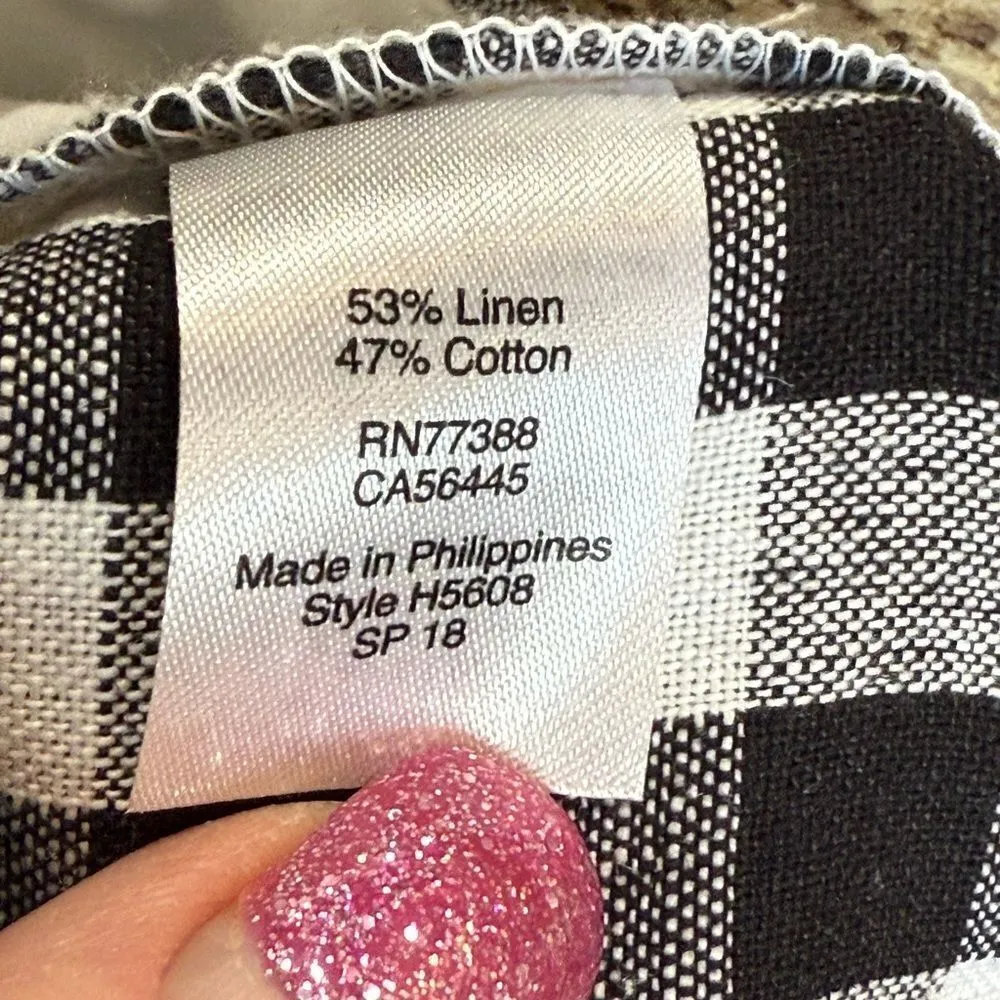 53% Linen
47% Cotton
RN77388
CA56445
Made in Philippines
Style H5608
SP 18